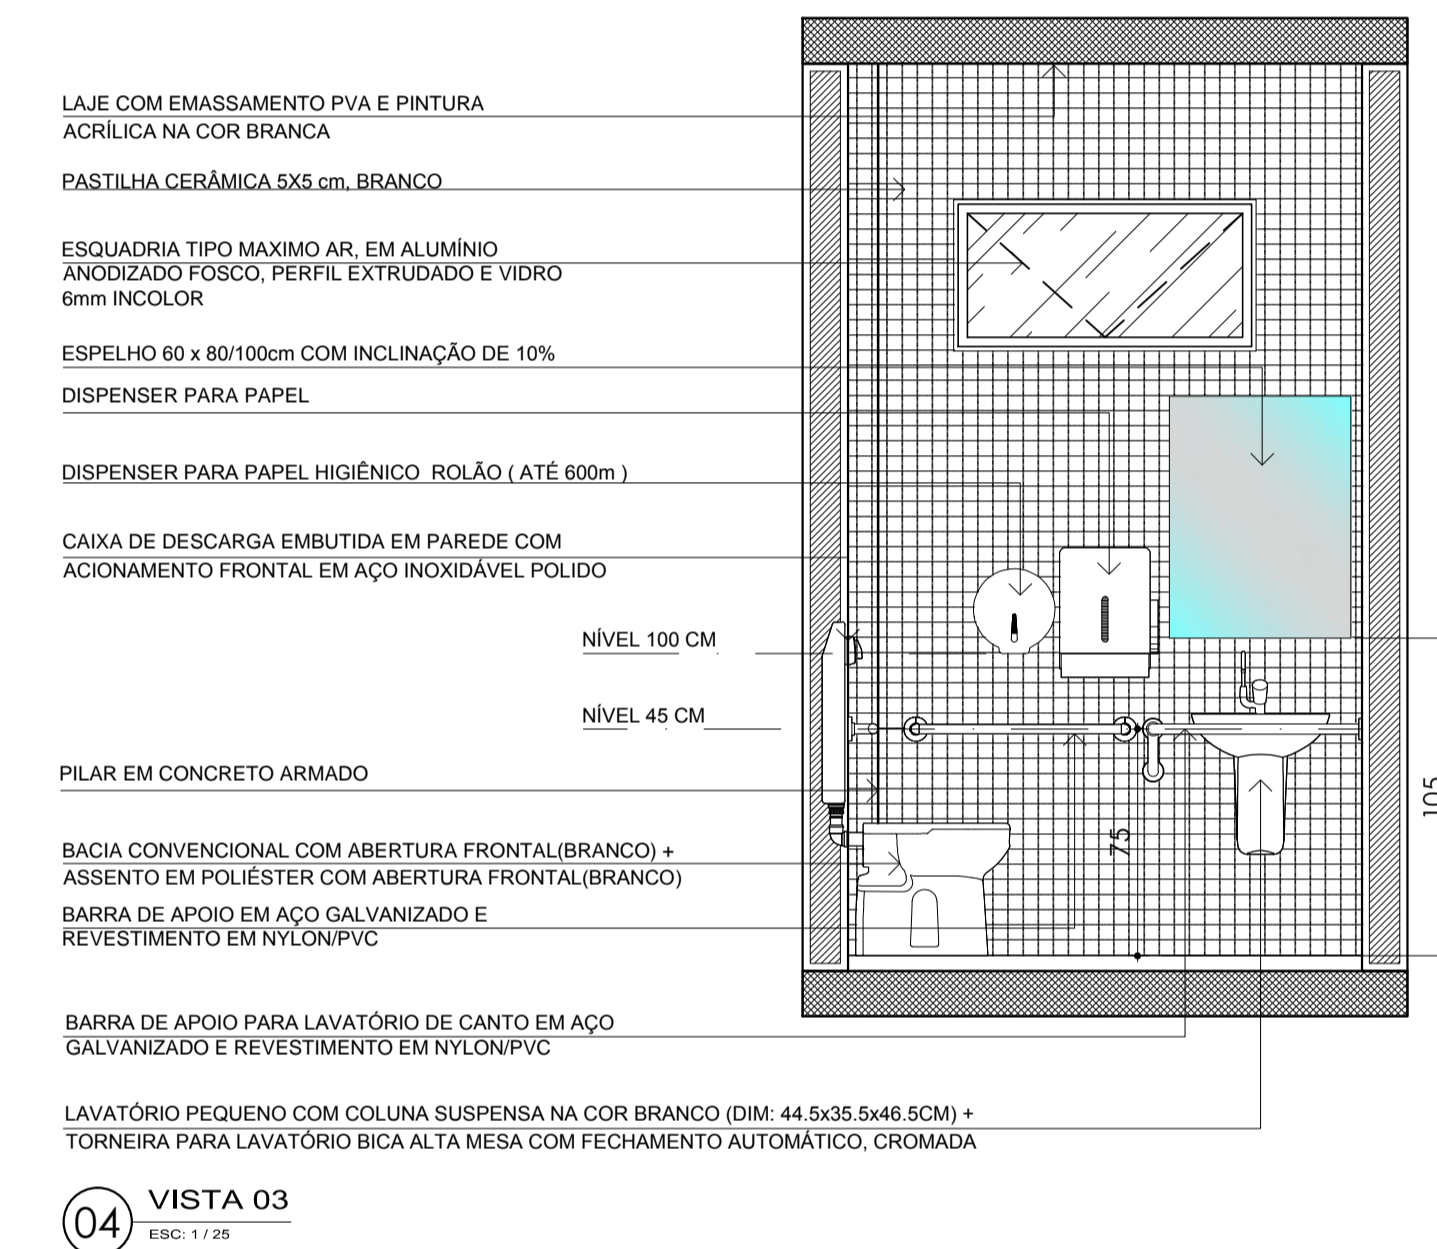 LAJE COM EMASSAMENTO PVA E PINTURA
ACRÍLICA NA COR BRANCA
PASTILHA CERÂMICA 5X5 cm, BRANCO
ESQUADRIA TIPO MAXIMO AR, EM ALUMÍNIO
ANODIZADO FOSCO, PERFIL EXTRUDADO E VIDRO
6mm INCOLOR
ESPELHO 60 x 80/100cm COM INCLINAÇÃO DE 10%
DISPENSER PARA PAPEL
DISPENSER PARA PAPEL HIGIÊNICO ROLÃO ( ATÉ 600m )
CAIXA DE DESCARGA EMBUTIDA EM PAREDE COM
ACIONAMENTO FRONTAL EM AÇO INOXIDÁVEL POLIDO
NÍVEL 100 CM
NÍVEL 45 CM
PILAR EM CONCRETO ARMADO
105
75
BACIA CONVENCIONAL COM ABERTURA FRONTAL(BRANCO) +
ASSENTO EM POLIÉSTER COM ABERTURA FRONTAL(BRANCO)
BARRA DE APOIO EM AÇO GALVANIZADO E
REVESTIMENTO EM NYLON/PVC
BARRA DE APOIO PARA LAVATÓRIO DE CANTO EM AÇO
GALVANIZADO E REVESTIMENTO EM NYLON/PVC
LAVATÓRIO PEQUENO COM COLUNA SUSPENSA NA COR BRANCO (DIM: 44.5x35.5x46.5CM) +
TORNEIRA PARA LAVATÓRIO BICA ALTA MESA COM FECHAMENTO AUTOMÁTICO, CROMADA
04 VISTA 03
ESC: 1 / 25